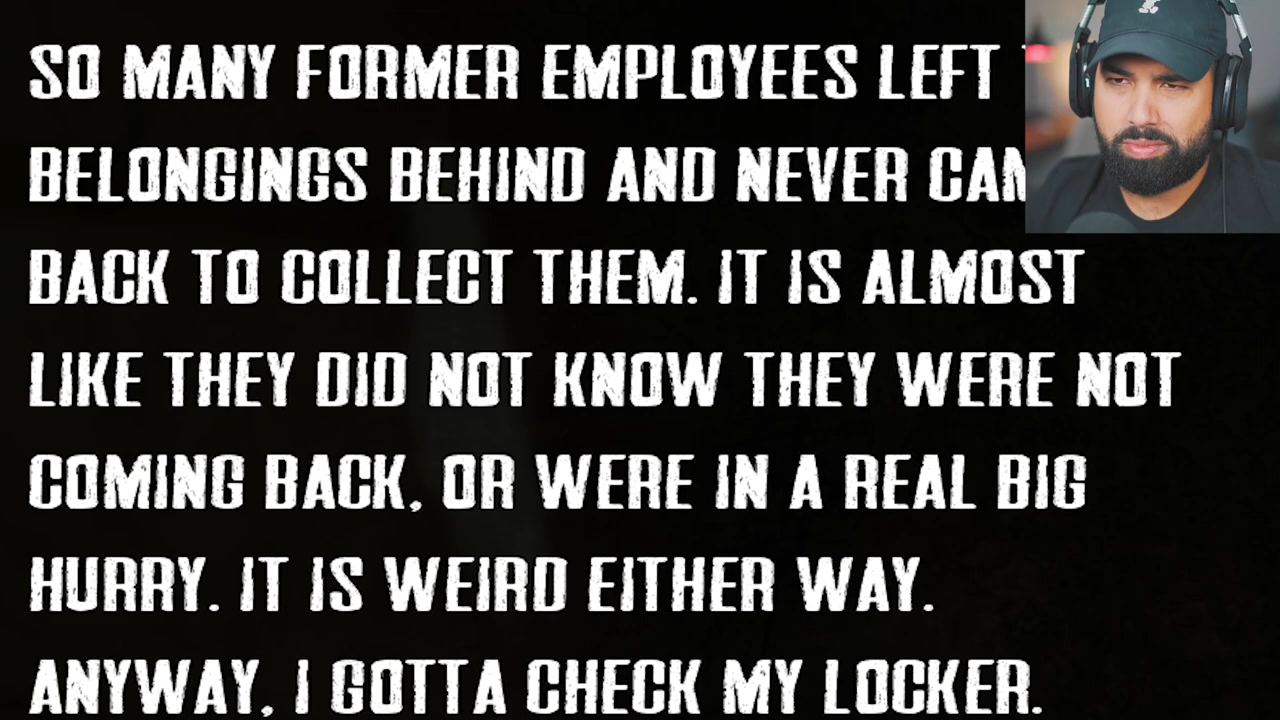 SO MANY FORMER EMPLOYEES LEFT
BELONGINGS BEHIND AND NEVER
BACK TO COLLECT THEM. IT IS ALMOST
LIKE THEY DID NOT KNOW THEY WERE NOT
COMING BACK, OR WERE IN A REAL BIG
HURRY. IT IS WEIRD EITHER WAY.
ANYWAY, I GOTTA CHECK MY LOCKER.